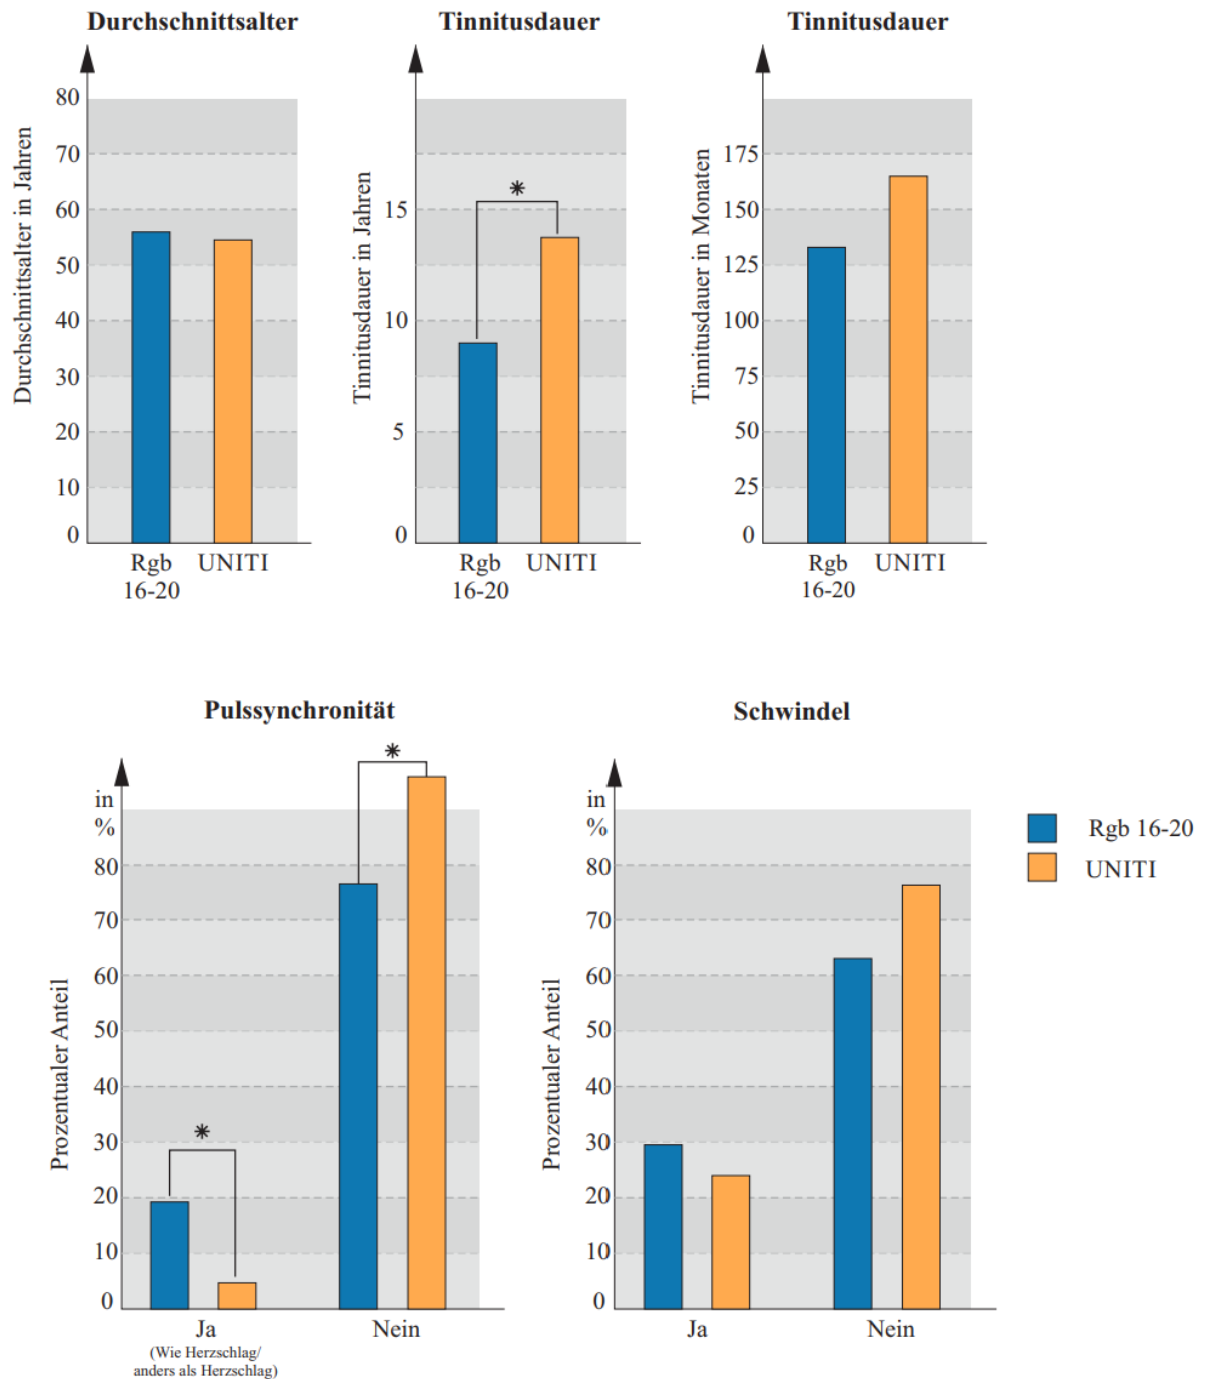 Durchschnittsalter
Durchschnittsalter in Jahren
80
70
60
50
40
30
20
10
0
Rgb
16-20
UNITI
Tinnitusdauer
Tinnitusdauer in Jahren
15
10
5
0
*
Rgb
16-20
UNITI
Tinnitusdauer
Tinnitusdauer in Monaten
175
150
125
100
75
50
25
0
Rgb
16-20
UNITI
Pulssynchronität
Prozentualer Anteil
in
%
80
70
60
50
40
30
20
10
0
*
*
Ja
(Wie Herzschlag/
anders als Herzschlag)
Nein
Schwindel
Prozentualer Anteil
in
%
80
70
60
50
40
30
20
10
0
Ja
Nein
Rgb 16-20
UNITI